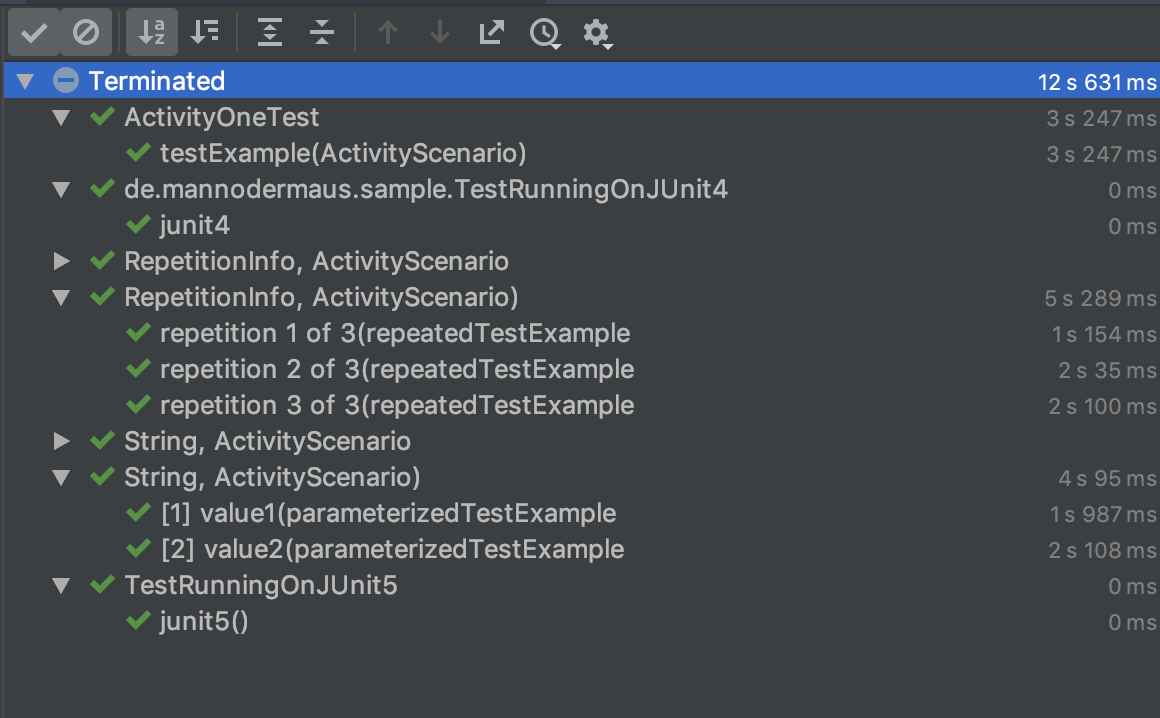 Terminated 12 s 631 ms
ActivityOneTest 3 s 247 ms
testExample(ActivityScenario) 3 s 247 ms
de.mannodermaus.sample.TestRunningOnJUnit4 0 ms
junit4 0 ms
RepetitionInfo, ActivityScenario
RepetitionInfo, ActivityScenario) 5 s 289 ms
repetition 1 of 3(repeatedTestExample 1 s 154 ms
repetition 2 of 3(repeatedTestExample 2 s 35 ms
repetition 3 of 3(repeatedTestExample 2 s 100 ms
String, ActivityScenario
String, ActivityScenario) 4 s 95 ms
[1] value1(parameterizedTestExample 1 s 987 ms
[2] value2(parameterizedTestExample 2 s 108 ms
TestRunningOnJUnit5 0 ms
junit5() 0 ms